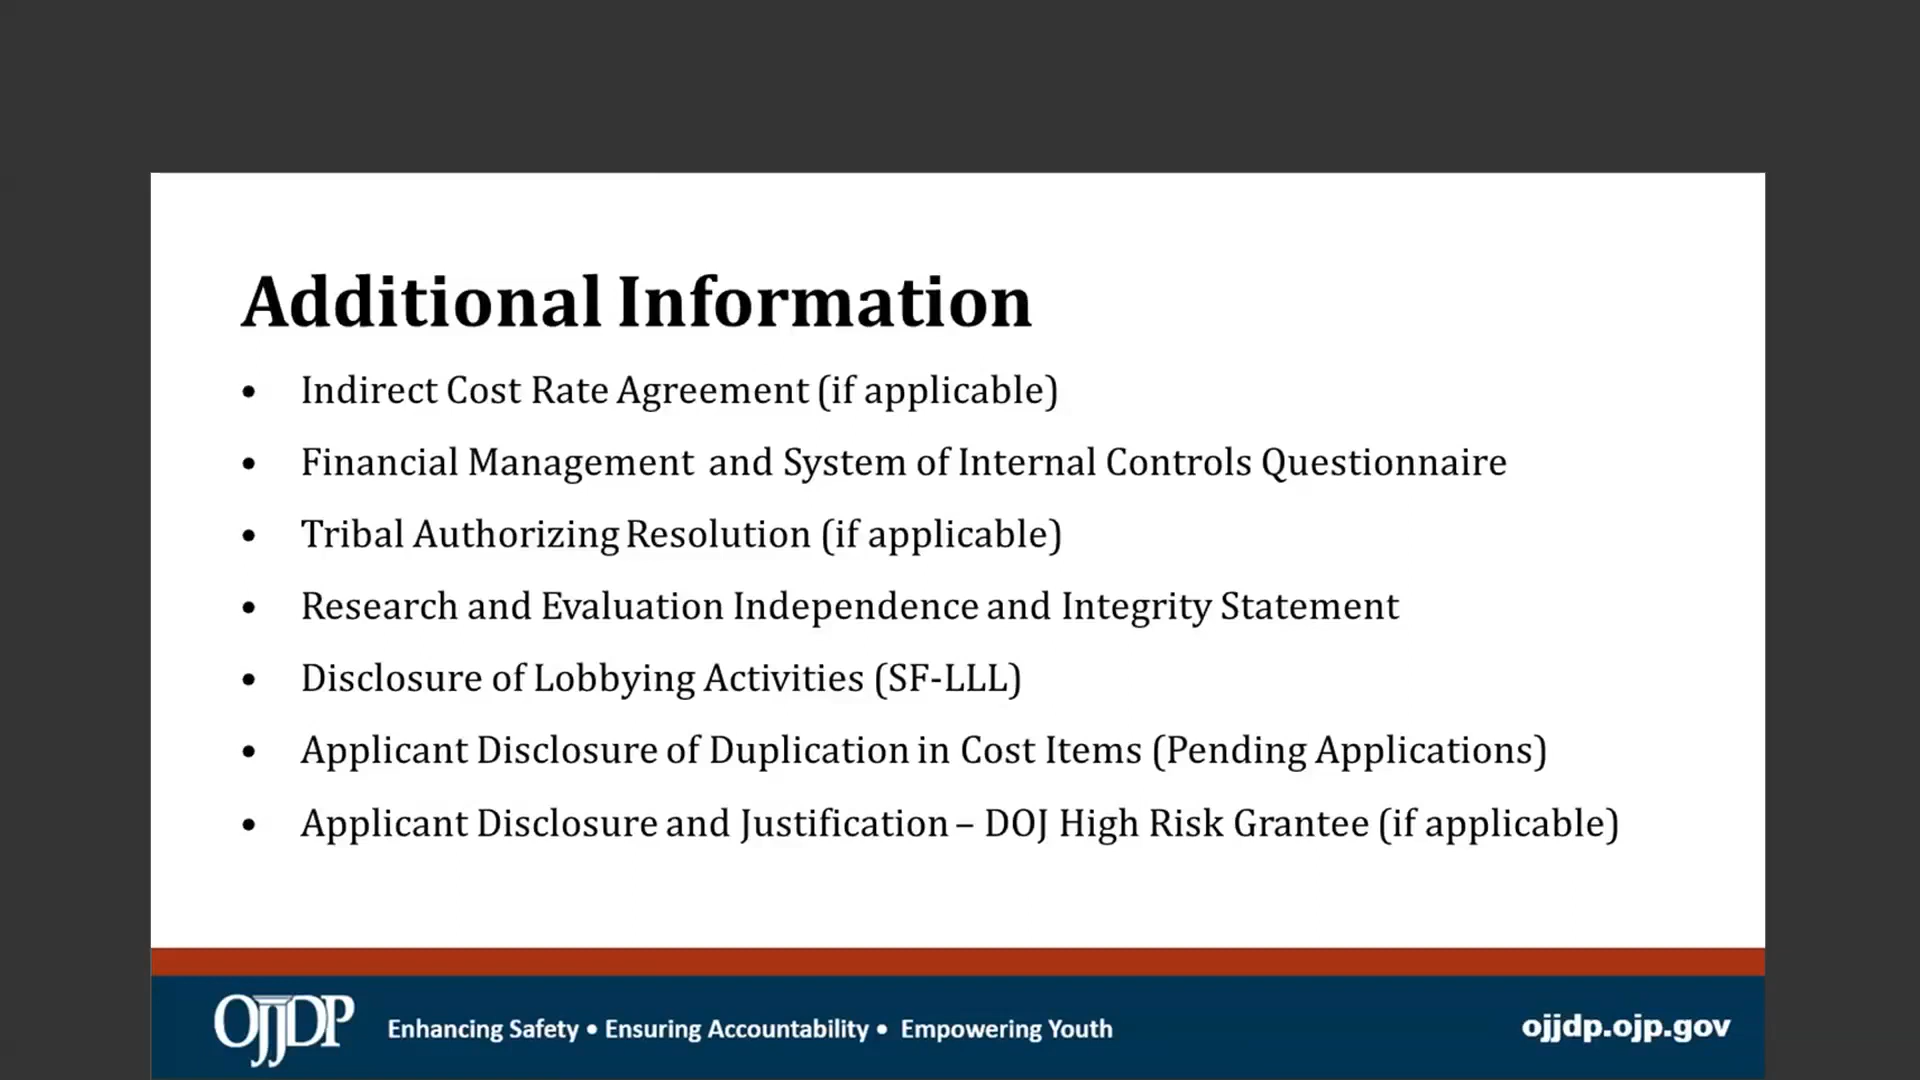 Additional Information
• Indirect Cost Rate Agreement (if applicable)
• Financial Management and System of Internal Controls Questionnaire
• Tribal Authorizing Resolution (if applicable)
• Research and Evaluation Independence and Integrity Statement
• Disclosure of Lobbying Activities (SF-LLL)
• Applicant Disclosure of Duplication in Cost Items (Pending Applications)
• Applicant Disclosure and Justification – DOJ High Risk Grantee (if applicable)
OJJDP Enhancing Safety • Ensuring Accountability • Empowering Youth ojjdp.ojp.gov